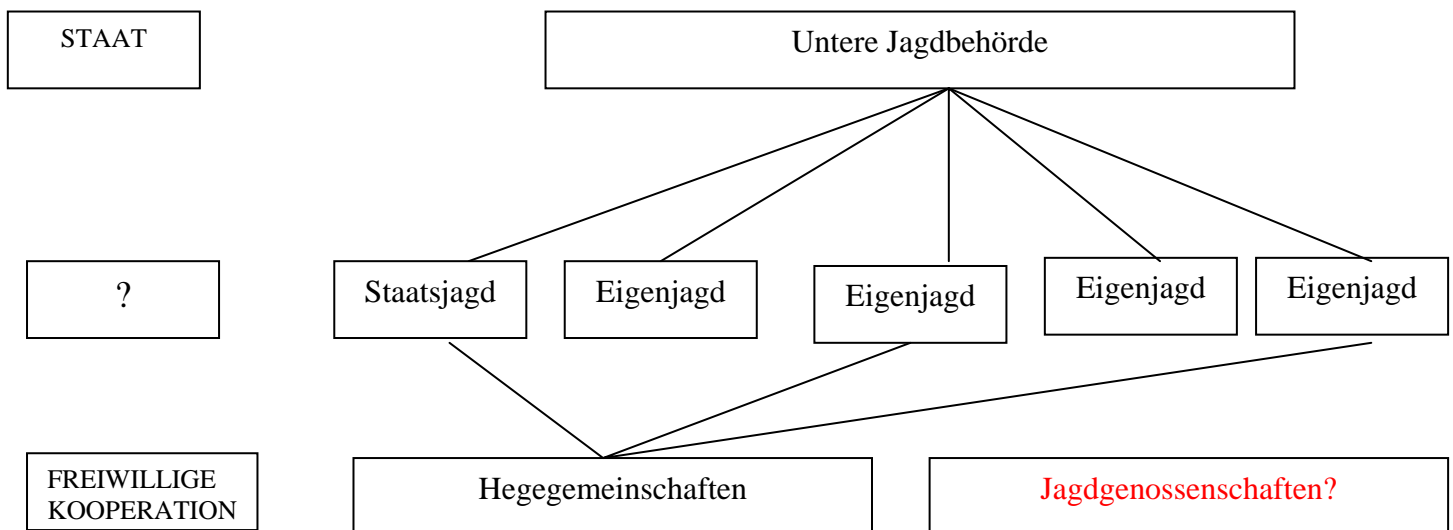 STAAT
Untere Jagdbehörde
?
Staatsjagd
Eigenjagd
Eigenjagd
Eigenjagd
Eigenjagd
FREIWILLIGE
KOOPERATION
Hegegemeinschaften
Jagdgenossenschaften?